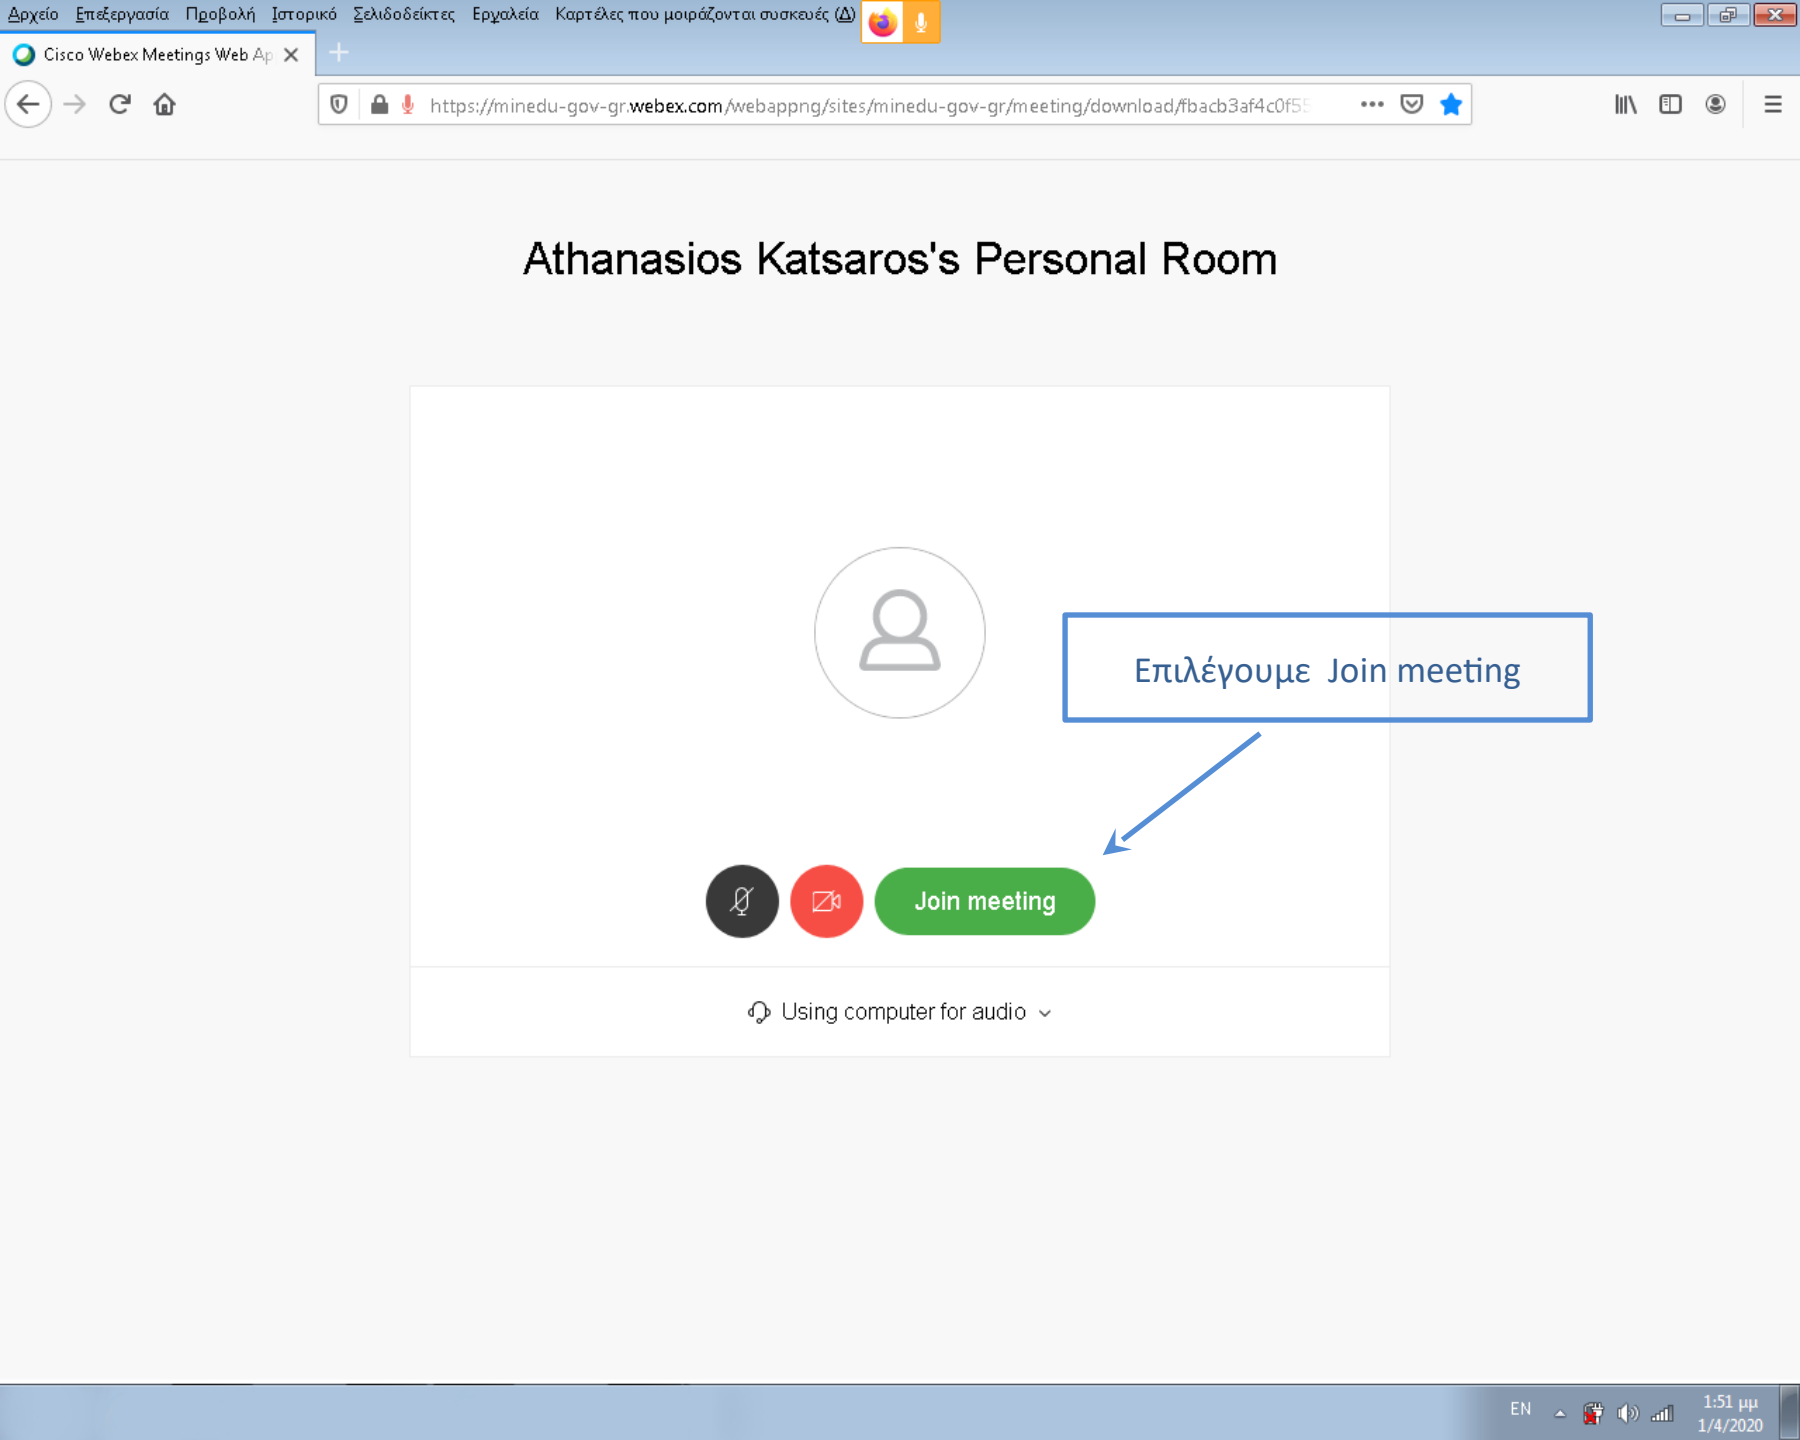 Αρχείο Επεξεργασία Προβολή Ιστορικό Σελιδοδείκτες Εργαλεία Καρτέλες που μοιράζονται συσκευές (Δ)
Cisco Webex Meetings Web Ap
https://minedu-gov-gr.webex.com/webappng/sites/minedu-gov-gr/meeting/download/fbacb3af4c0f55
Athanasios Katsaros's Personal Room
Επιλέγουμε Join meeting
Join meeting
Using computer for audio
EN
1:51 μμ
1/4/2020